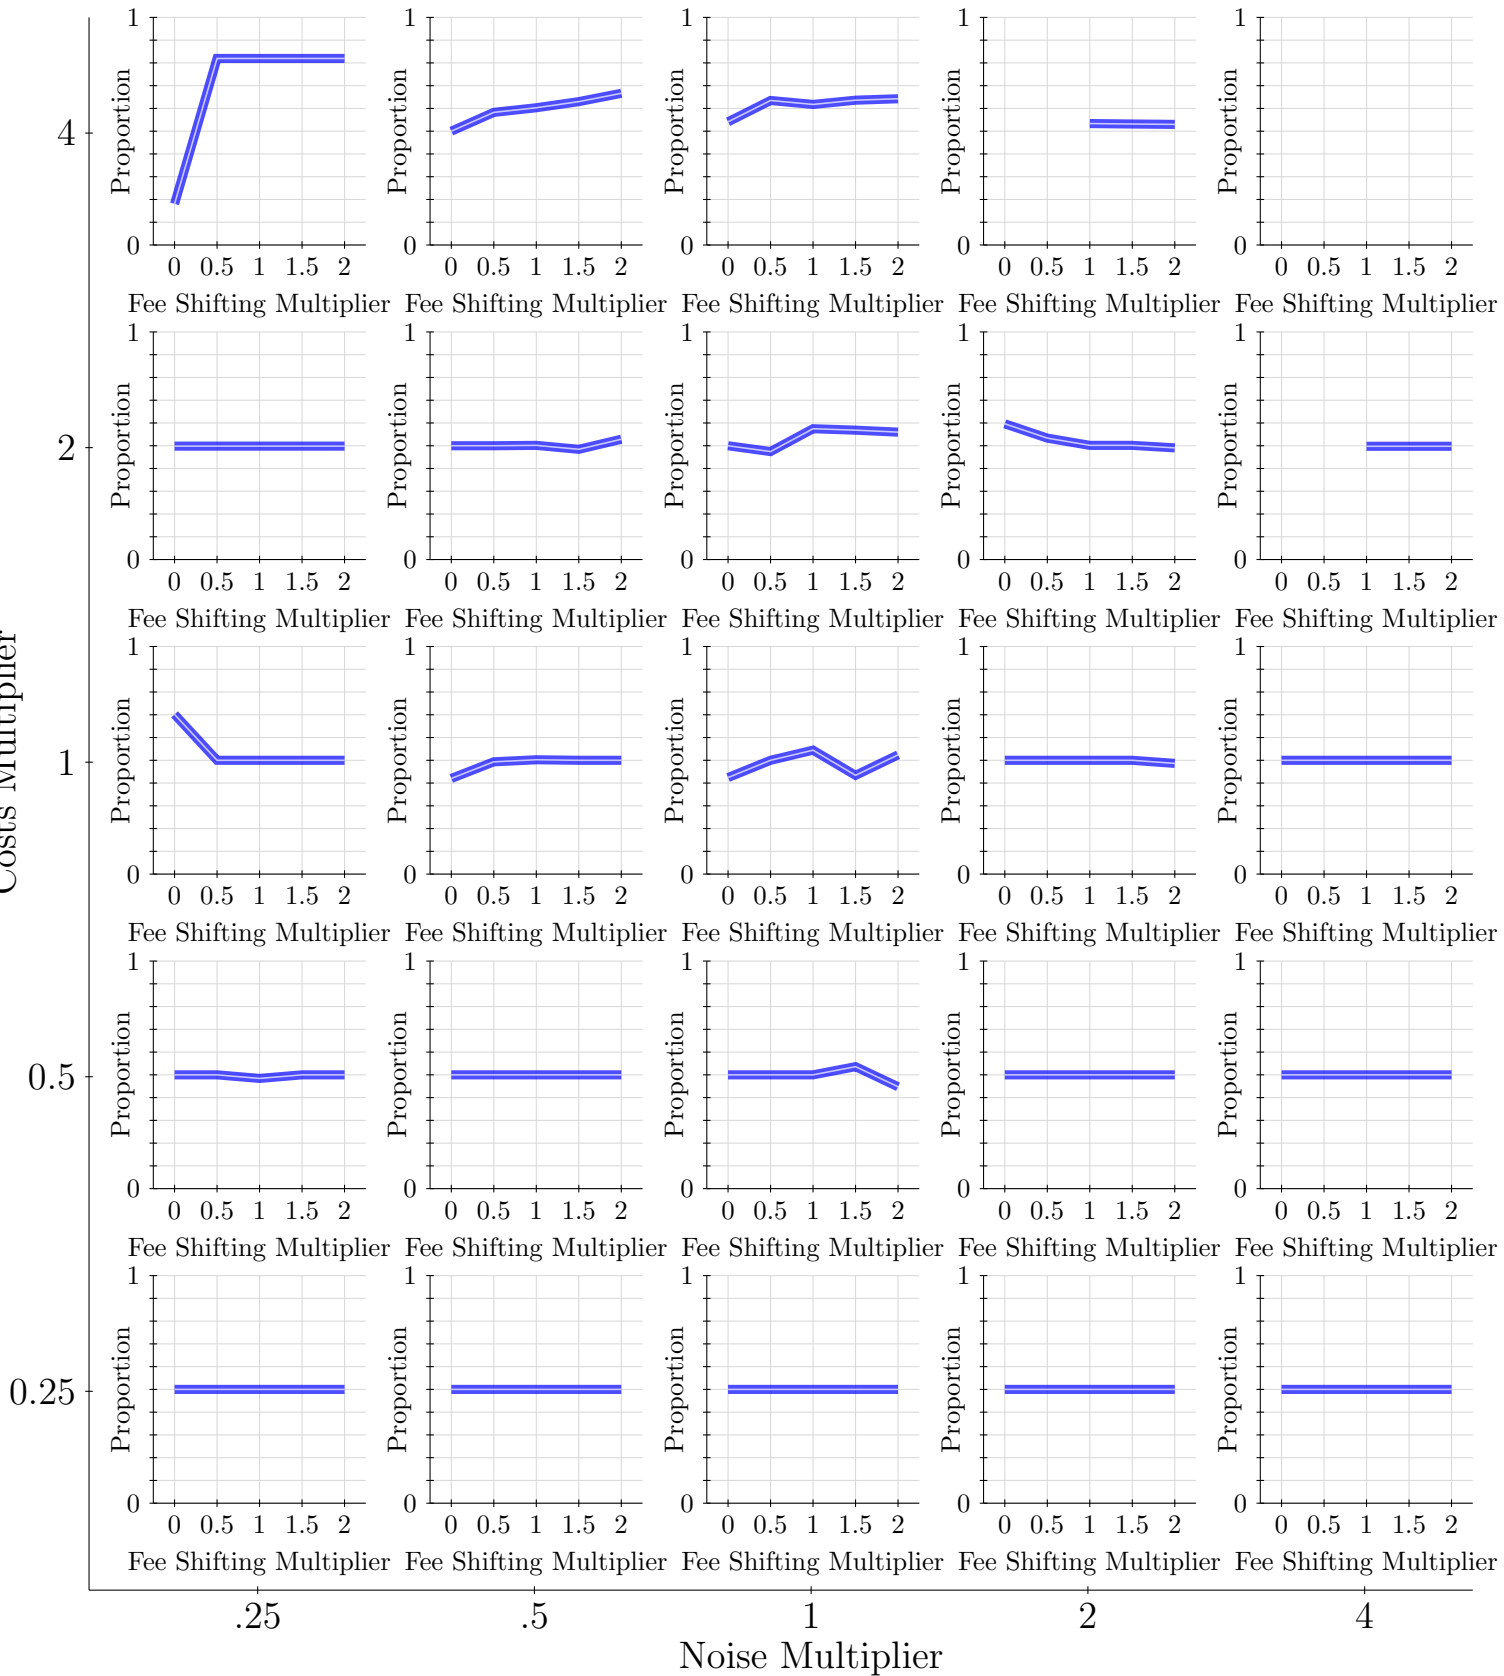 Costs Multiplier
4
1 1 1 1 1
Proportion Proportion Proportion Proportion Proportion
0 0 0 0 0
0 0.5 1 1.5 2 0 0.5 1 1.5 2 0 0.5 1 1.5 2 0 0.5 1 1.5 2 0 0.5 1 1.5 2
Fee Shifting Multiplier Fee Shifting Multiplier Fee Shifting Multiplier Fee Shifting Multiplier Fee Shifting Multiplier
2
1 1 1 1 1
Proportion Proportion Proportion Proportion Proportion
0 0 0 0 0
0 0.5 1 1.5 2 0 0.5 1 1.5 2 0 0.5 1 1.5 2 0 0.5 1 1.5 2 0 0.5 1 1.5 2
Fee Shifting Multiplier Fee Shifting Multiplier Fee Shifting Multiplier Fee Shifting Multiplier Fee Shifting Multiplier
1
1 1 1 1 1
Proportion Proportion Proportion Proportion Proportion
0 0 0 0 0
0 0.5 1 1.5 2 0 0.5 1 1.5 2 0 0.5 1 1.5 2 0 0.5 1 1.5 2 0 0.5 1 1.5 2
Fee Shifting Multiplier Fee Shifting Multiplier Fee Shifting Multiplier Fee Shifting Multiplier Fee Shifting Multiplier
0.5
1 1 1 1 1
Proportion Proportion Proportion Proportion Proportion
0 0 0 0 0
0 0.5 1 1.5 2 0 0.5 1 1.5 2 0 0.5 1 1.5 2 0 0.5 1 1.5 2 0 0.5 1 1.5 2
Fee Shifting Multiplier Fee Shifting Multiplier Fee Shifting Multiplier Fee Shifting Multiplier Fee Shifting Multiplier
0.25
1 1 1 1 1
Proportion Proportion Proportion Proportion Proportion
0 0 0 0 0
0 0.5 1 1.5 2 0 0.5 1 1.5 2 0 0.5 1 1.5 2 0 0.5 1 1.5 2 0 0.5 1 1.5 2
Fee Shifting Multiplier Fee Shifting Multiplier Fee Shifting Multiplier Fee Shifting Multiplier Fee Shifting Multiplier
.25 .5 1 2 4
Noise Multiplier